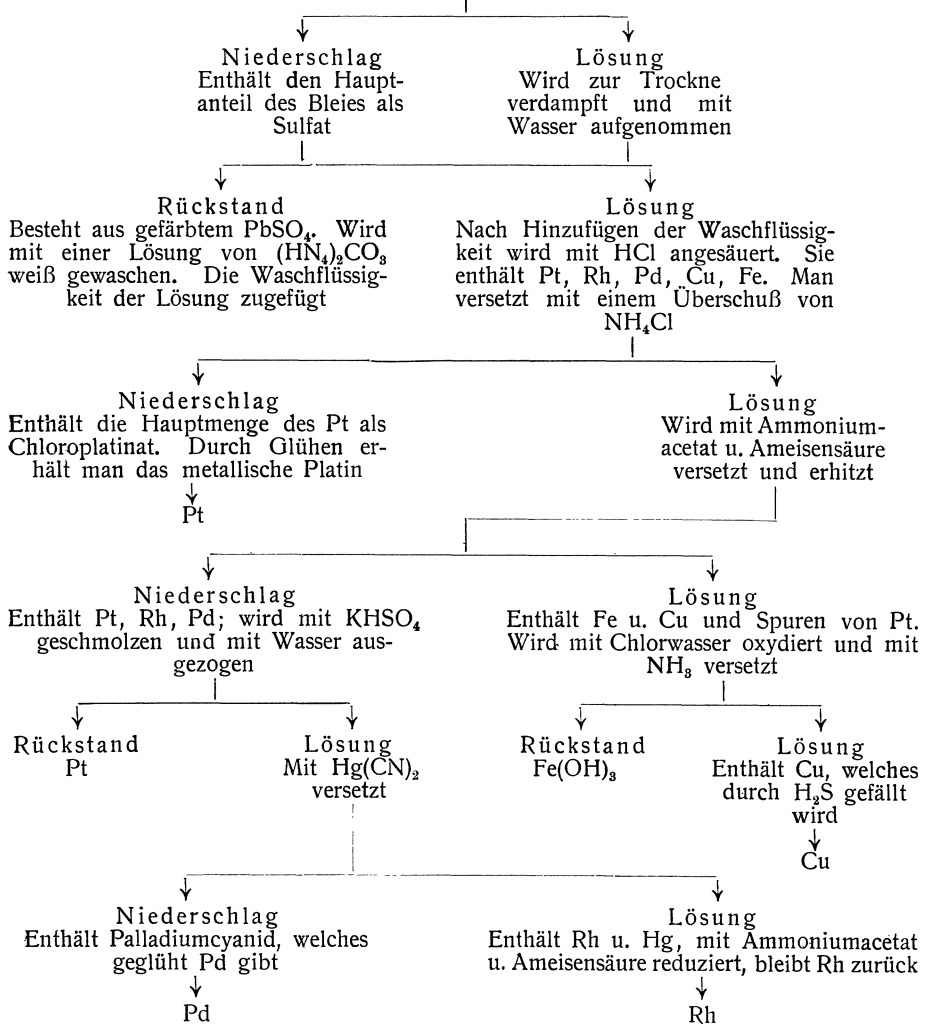 Niederschlag
Enthält den Haupt-
anteil des Bleies als
Sulfat
Lösung
Wird zur Trockne
verdampft und mit
Wasser aufgenommen
Rückstand
Besteht aus gefärbtem PbSO₄. Wird
mit einer Lösung von (HN₄)₂CO₃
weiß gewaschen. Die Waschflüssig-
keit der Lösung zugefügt
Lösung
Nach Hinzufügen der Waschflüssig-
keit wird mit HCl angesäuert. Sie
enthält Pt, Rh, Pd, Cu, Fe. Man
versetzt mit einem Überschuß von
NH₄Cl
Niederschlag
Enthält die Hauptmenge des Pt als
Chloroplatinat. Durch Glühen er-
hält man das metallische Platin
Pt
Lösung
Wird mit Ammonium-
acetat u. Ameisensäure
versetzt und erhitzt
Niederschlag
Enthält Pt, Rh, Pd; wird mit KHSO₄
geschmolzen und mit Wasser aus-
gezogen
Lösung
Enthält Fe u. Cu und Spuren von Pt.
Wird mit Chlorwasser oxydiert und mit
NH₃ versetzt
Rückstand
Pt
Lösung
Mit Hg(CN)₂
versetzt
Rückstand
Fe(OH)₃
Lösung
Enthält Cu, welches
durch H₂S gefällt
wird
Cu
Niederschlag
Enthält Palladiumcyanid, welches
geglüht Pd gibt
Pd
Lösung
Enthält Rh u. Hg, mit Ammoniumacetat
u. Ameisensäure reduziert, bleibt Rh zurück
Rh